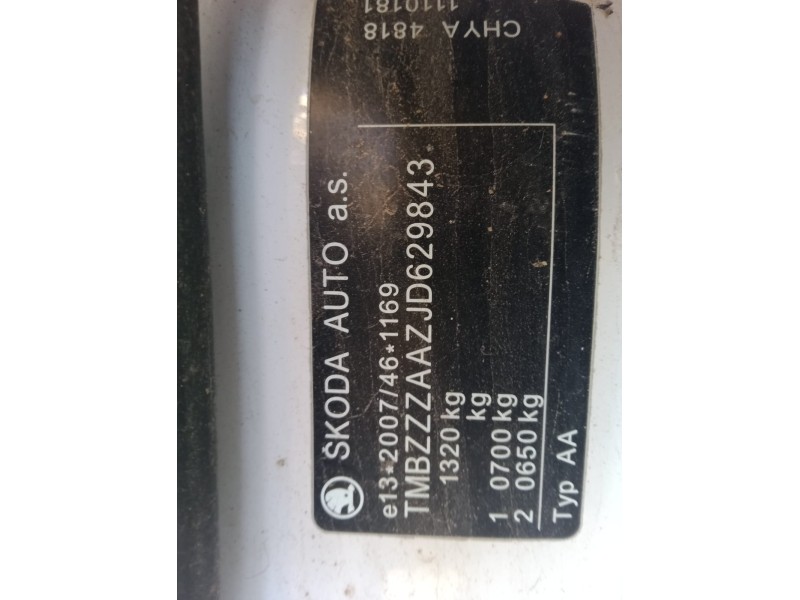 ŠKODA AUTO a.s.
e13*2007/46*1169
TMBZZZAAZJD629843
1320 kg
kg
1 0700 kg
2 0650 kg
Typ AA
CHYA 4818
1110181